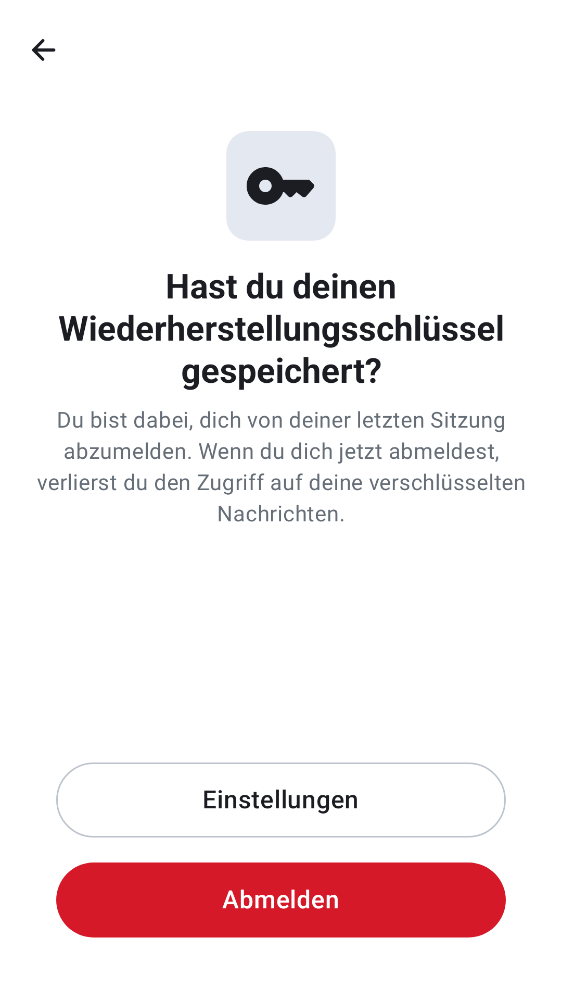 Hast du deinen
Wiederherstellungsschlüssel
gespeichert?
Du bist dabei, dich von deiner letzten Sitzung
abzumelden. Wenn du dich jetzt abmeldest,
verlierst du den Zugriff auf deine verschlüsselten
Nachrichten.
Einstellungen
Abmelden